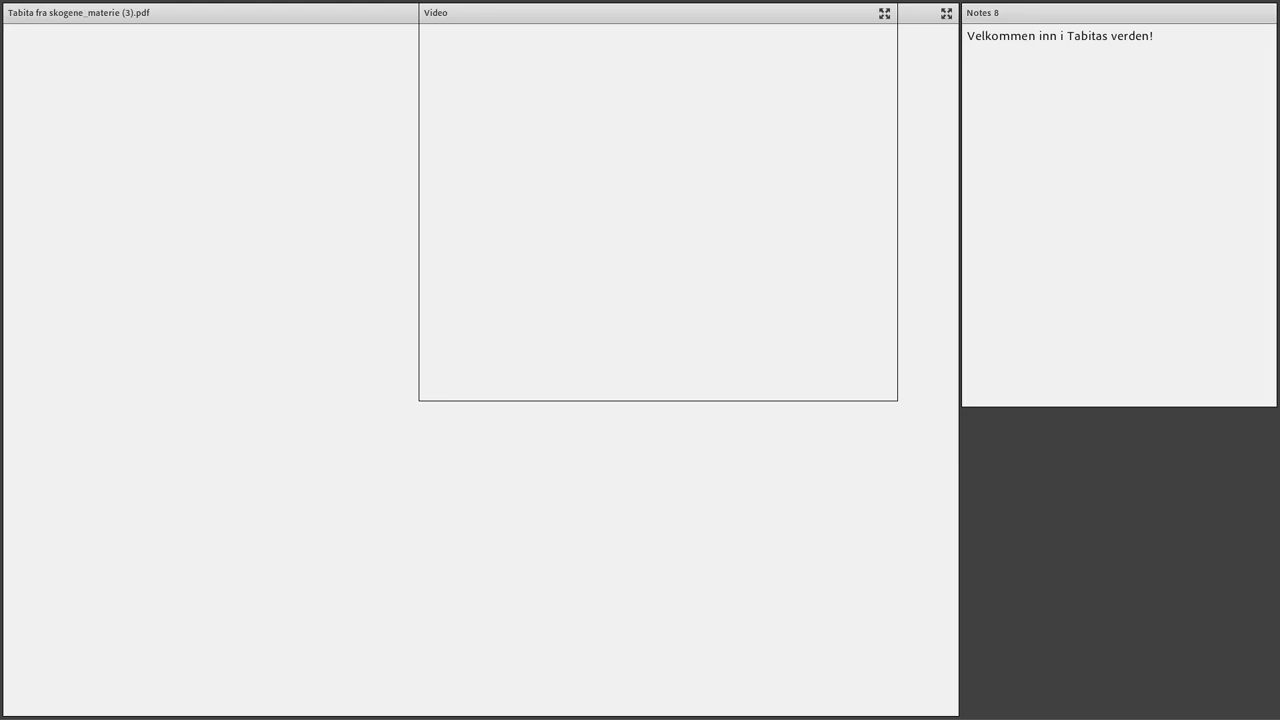 Tabita fra skogene_materie (3).pdf
Video
Notes 8
Velkommen inn i Tabitas verden!